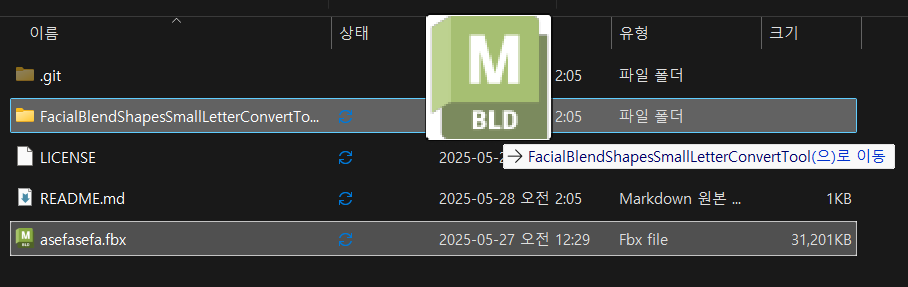 이름 상태 유형 크기
.git 2:05 파일 폴더
FacialBlendShapesSmallLetterConvertTo... 2:05 파일 폴더
M
BLD
→ FacialBlendShapesSmallLetterConvertTool(으)로 이동
LICENSE 2025-05-2
README.md 2025-05-28 오전 2:05 Markdown 원본 ... 1KB
asefasefa.fbx 2025-05-27 오전 12:29 Fbx file 31,201KB